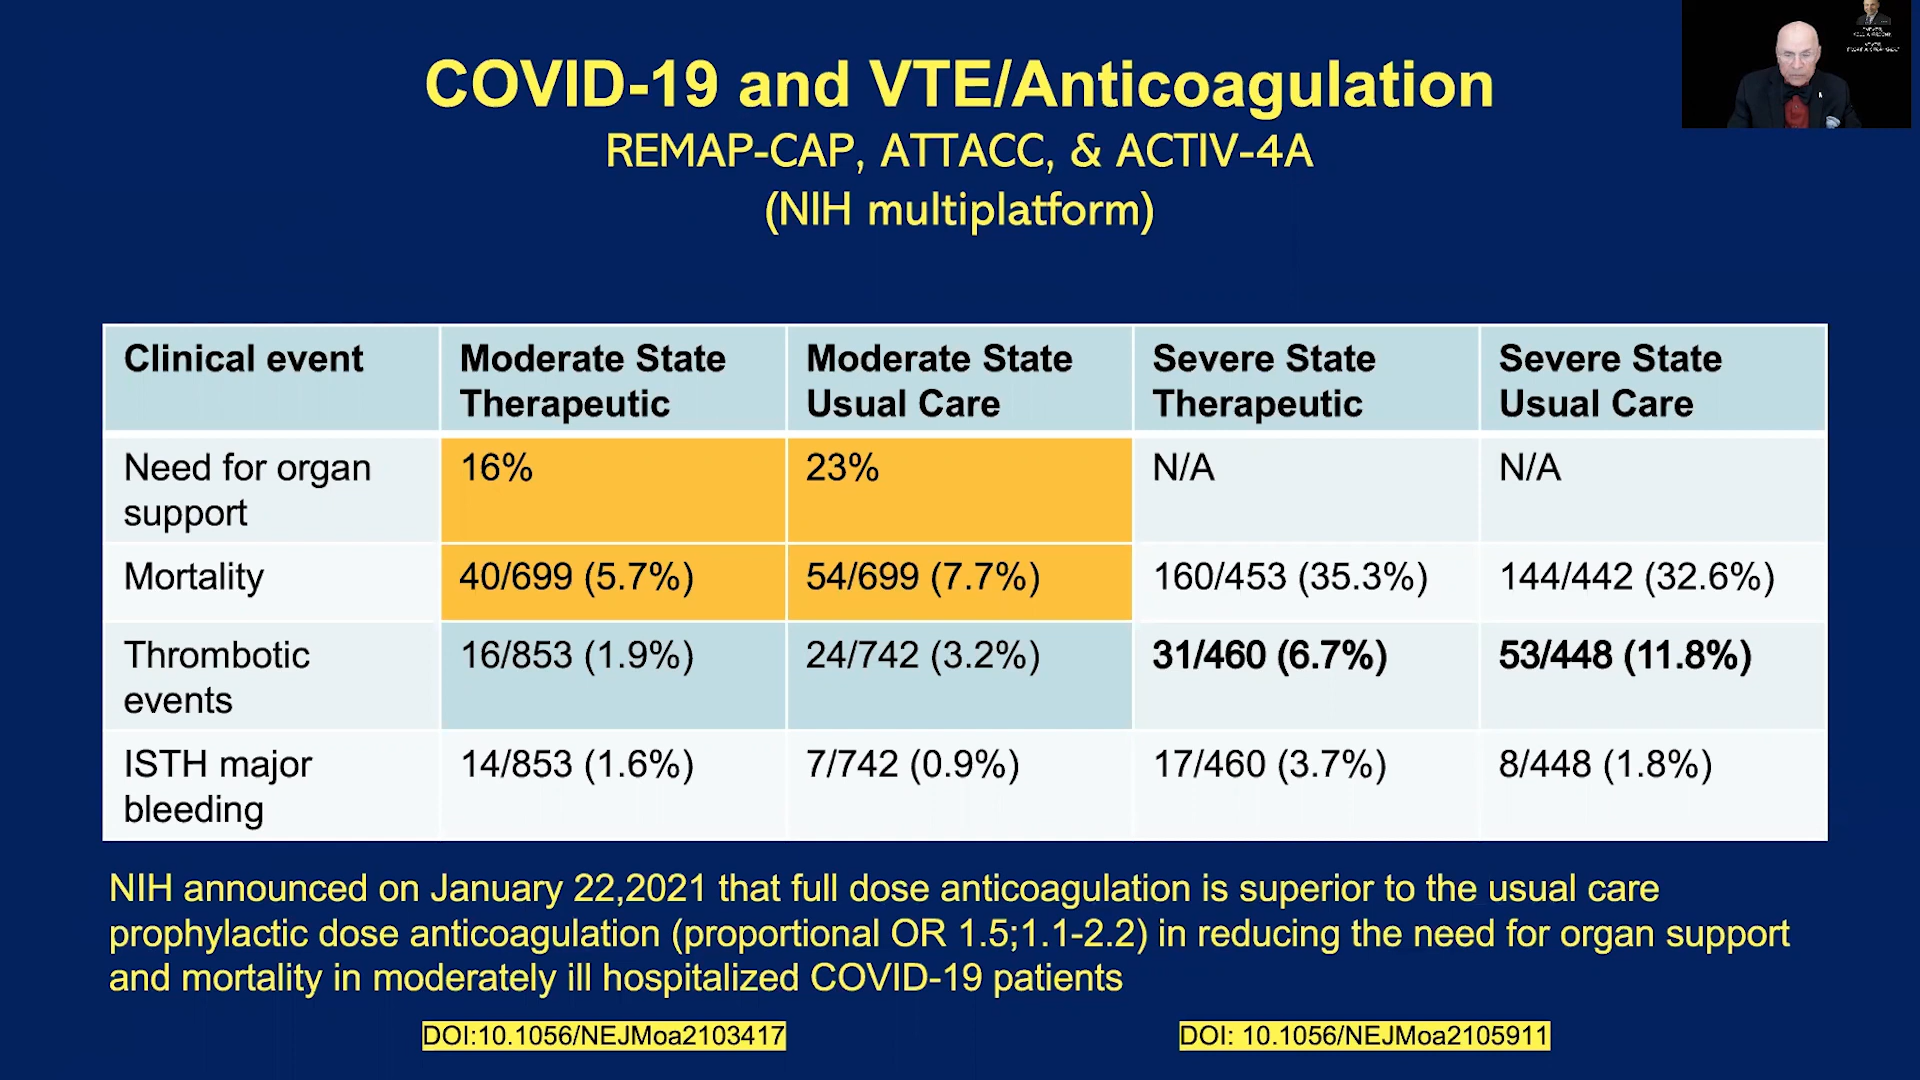 COVID-19 and VTE/Anticoagulation
REMAP-CAP, ATTACC, & ACTIV-4A
(NIH multiplatform)
Clinical event
Moderate State
Therapeutic
Moderate State
Usual Care
Severe State
Therapeutic
Severe State
Usual Care
Need for organ
support
16%
23%
N/A
N/A
Mortality
40/699 (5.7%)
54/699 (7.7%)
160/453 (35.3%)
144/442 (32.6%)
Thrombotic
events
16/853 (1.9%)
24/742 (3.2%)
31/460 (6.7%)
53/448 (11.8%)
ISTH major
bleeding
14/853 (1.6%)
7/742 (0.9%)
17/460 (3.7%)
8/448 (1.8%)
NIH announced on January 22,2021 that full dose anticoagulation is superior to the usual care
prophylactic dose anticoagulation (proportional OR 1.5;1.1-2.2) in reducing the need for organ support
and mortality in moderately ill hospitalized COVID-19 patients
DOI:10.1056/NEJMoa2103417
DOI: 10.1056/NEJMoa2105911